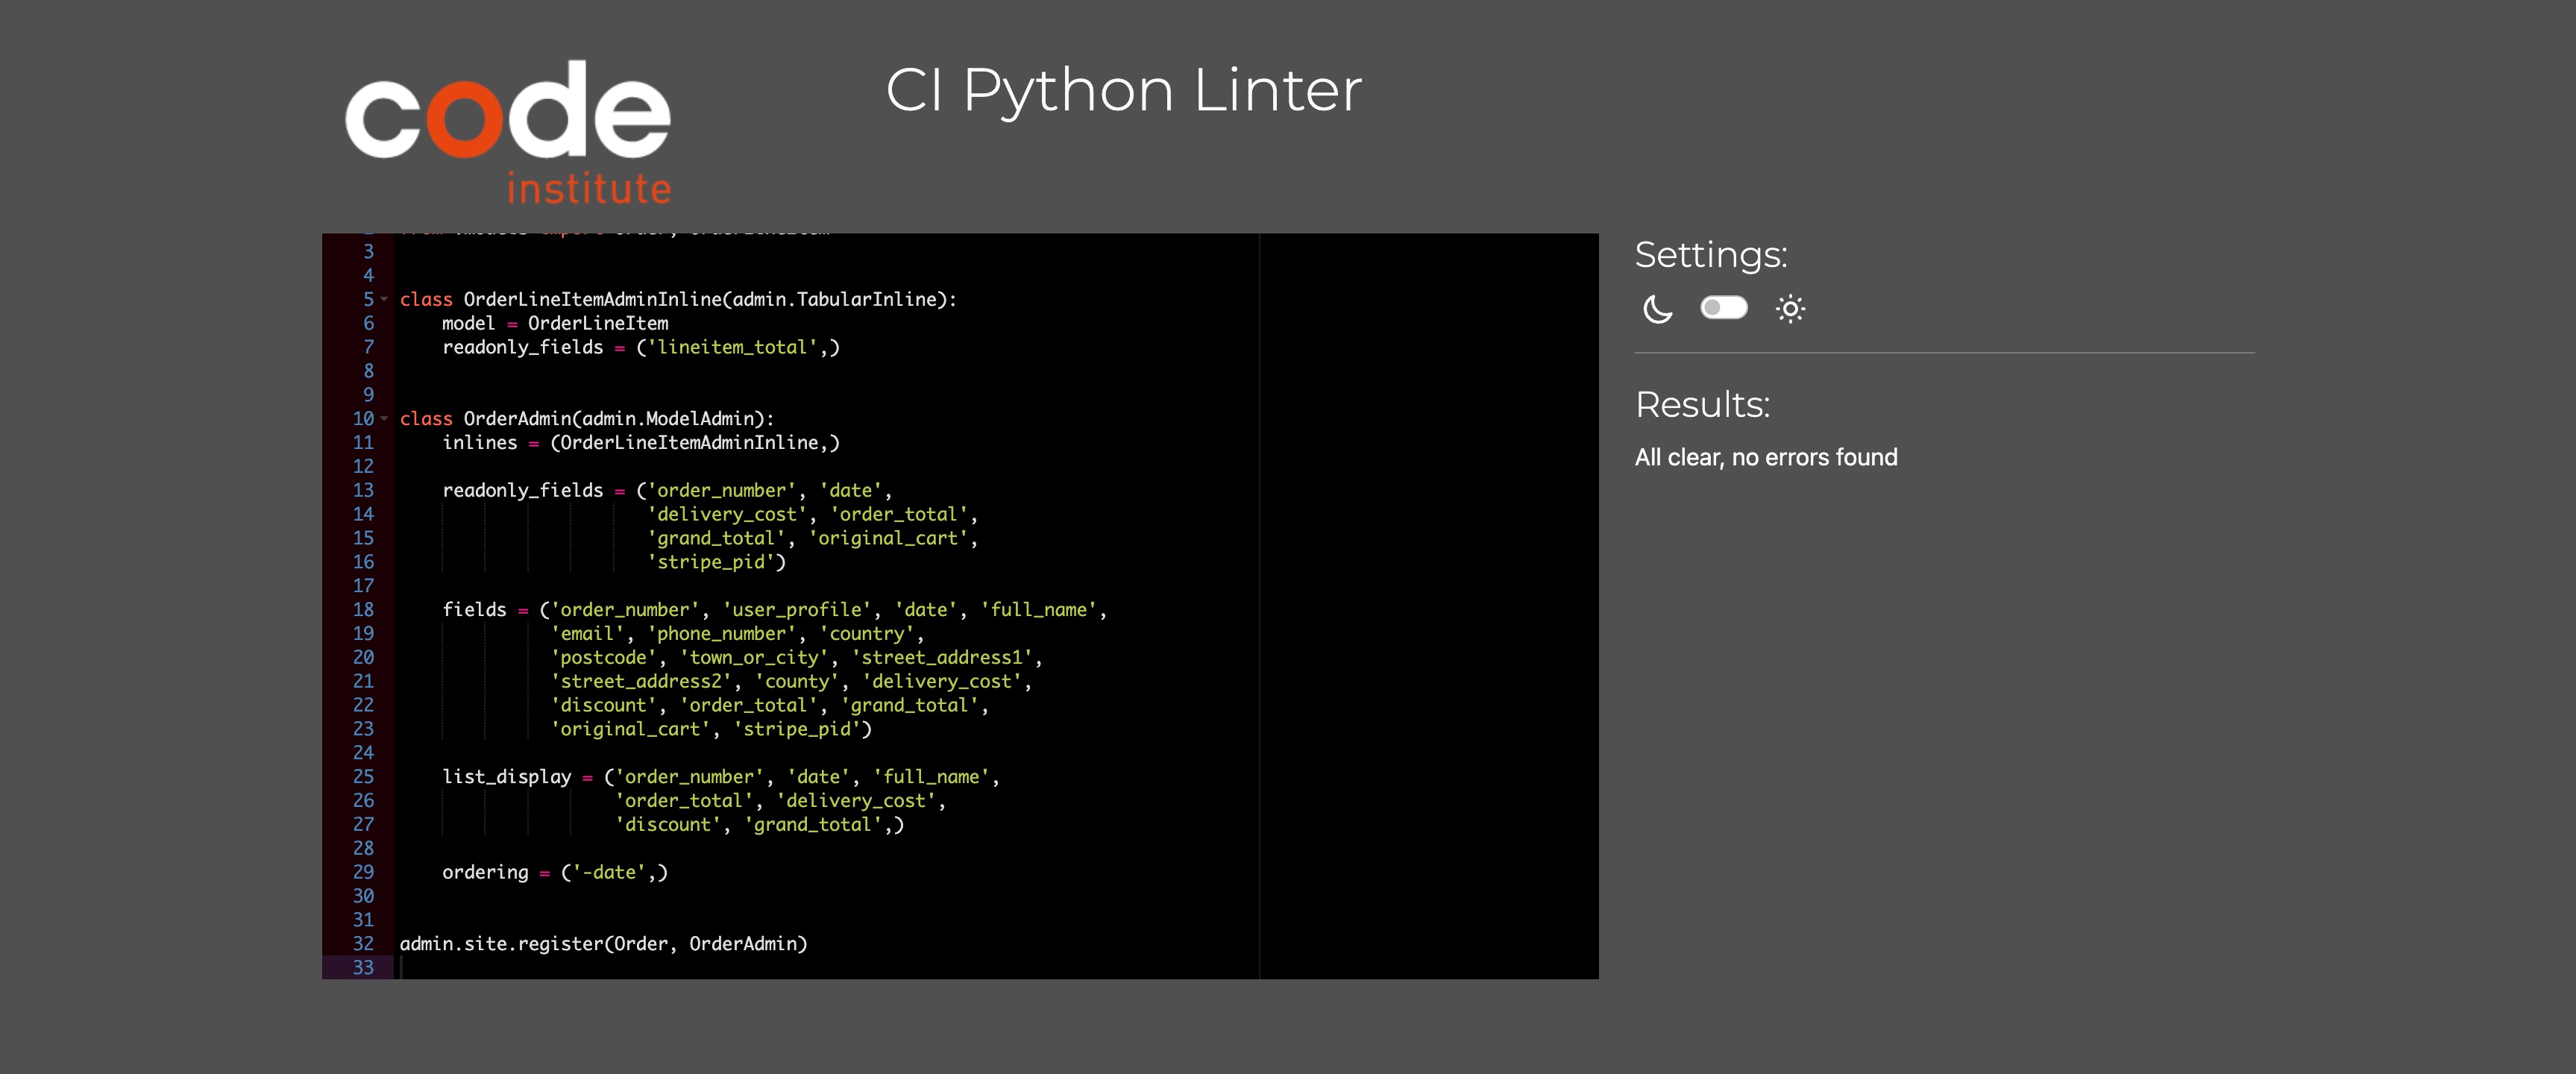 code
institute
CI Python Linter
3
4
5 class OrderLineItemAdminInline(admin.TabularInline):
6     model = OrderLineItem
7     readonly_fields = ('lineitem_total',)
8
9
10 class OrderAdmin(admin.ModelAdmin):
11     inlines = (OrderLineItemAdminInline,)
12
13     readonly_fields = ('order_number', 'date',
14                        'delivery_cost', 'order_total',
15                        'grand_total', 'original_cart',
16                        'stripe_pid')
17
18     fields = ('order_number', 'user_profile', 'date', 'full_name',
19               'email', 'phone_number', 'country',
20               'postcode', 'town_or_city', 'street_address1',
21               'street_address2', 'county', 'delivery_cost',
22               'discount', 'order_total', 'grand_total',
23               'original_cart', 'stripe_pid')
24
25     list_display = ('order_number', 'date', 'full_name',
26                     'order_total', 'delivery_cost',
27                     'discount', 'grand_total',)
28
29     ordering = ('-date',)
30
31
32 admin.site.register(Order, OrderAdmin)
33
Settings:
Results:
All clear, no errors found